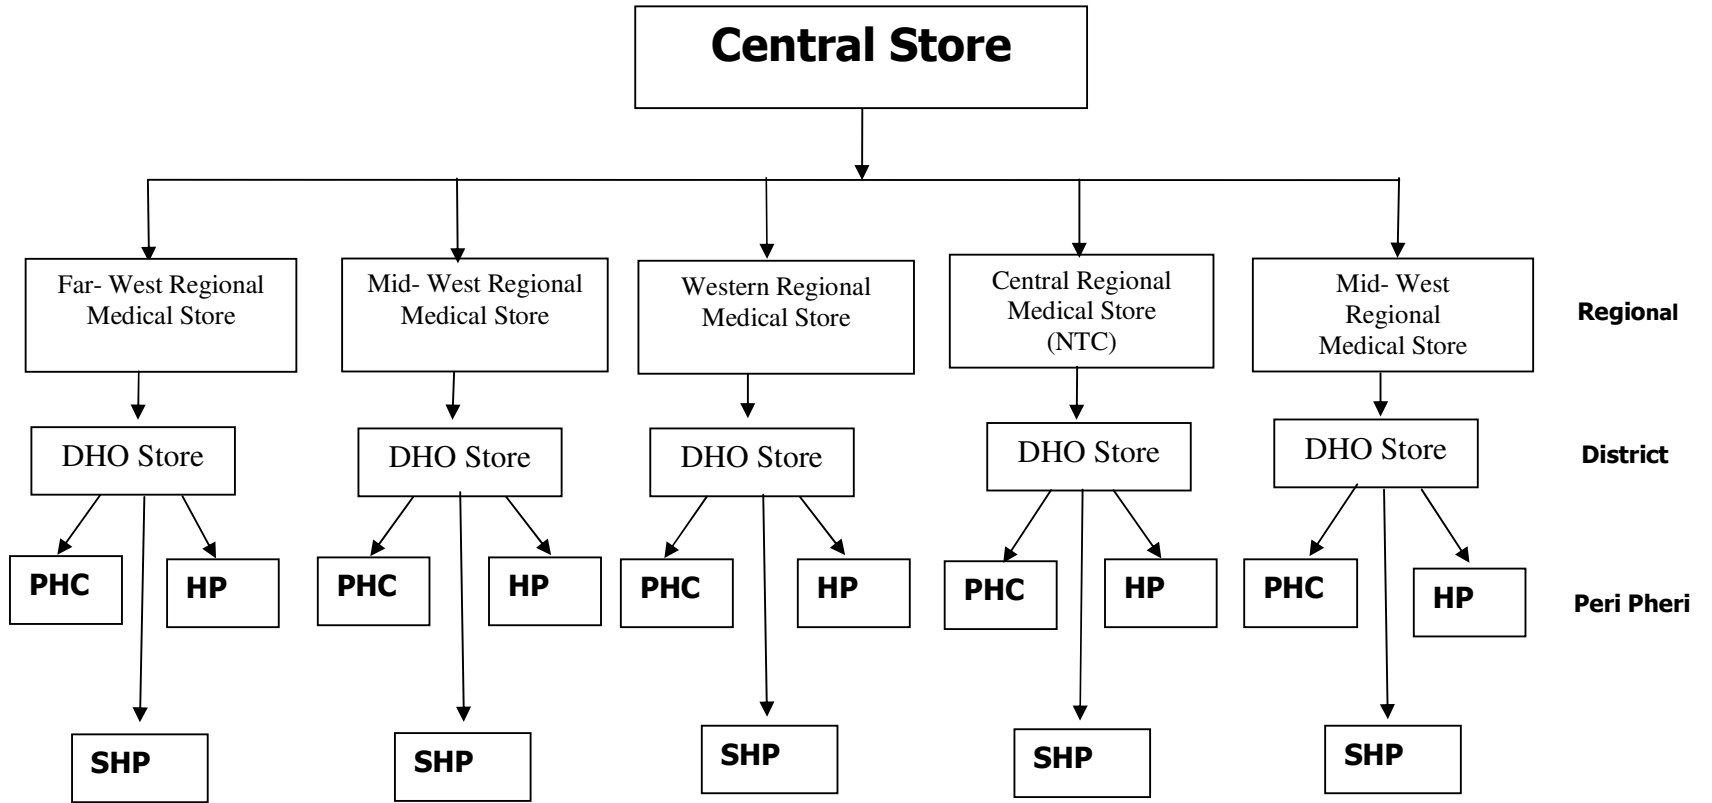 Central Store
Far- West Regional
Medical Store
Mid- West Regional
Medical Store
Western Regional
Medical Store
Central Regional
Medical Store
(NTC)
Mid- West
Regional
Medical Store
Regional
DHO Store
DHO Store
DHO Store
DHO Store
DHO Store
District
PHC
HP
PHC
HP
PHC
HP
PHC
HP
PHC
HP
Peri Pheri
SHP
SHP
SHP
SHP
SHP